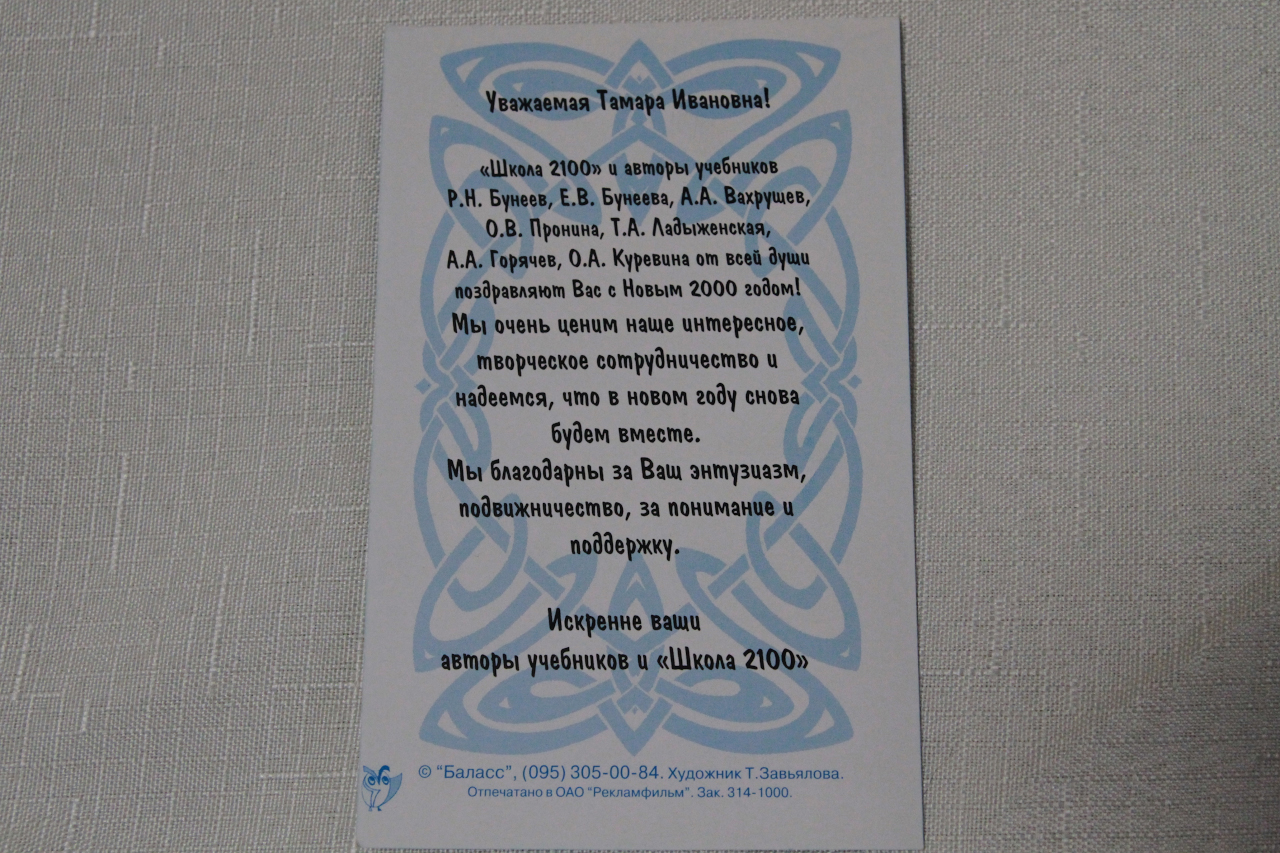 Уважаемая Тамара Ивановна!
«Школа 2100» и авторы учебников
Р.Н. Бунеев, Е.В. Бунеева, А.А. Вахрушев,
О.В. Пронина, Т.А. Ладыженская,
А.А. Горячев, О.А. Куревина от всей души
поздравляют Вас с Новым 2000 годом!
Мы очень ценим наше интересное,
творческое сотрудничество и
надеемся, что в новом году снова
будем вместе.
Мы благодарны за Ваш энтузиазм,
подвижничество, за понимание и
поддержку.
Искренне ваши
авторы учебников и «Школа 2100»
© "Баласс", (095) 305-00-84. Художник Т.Завьялова.
Отпечатано в ОАО "Рекламфильм". Зак. 314-1000.